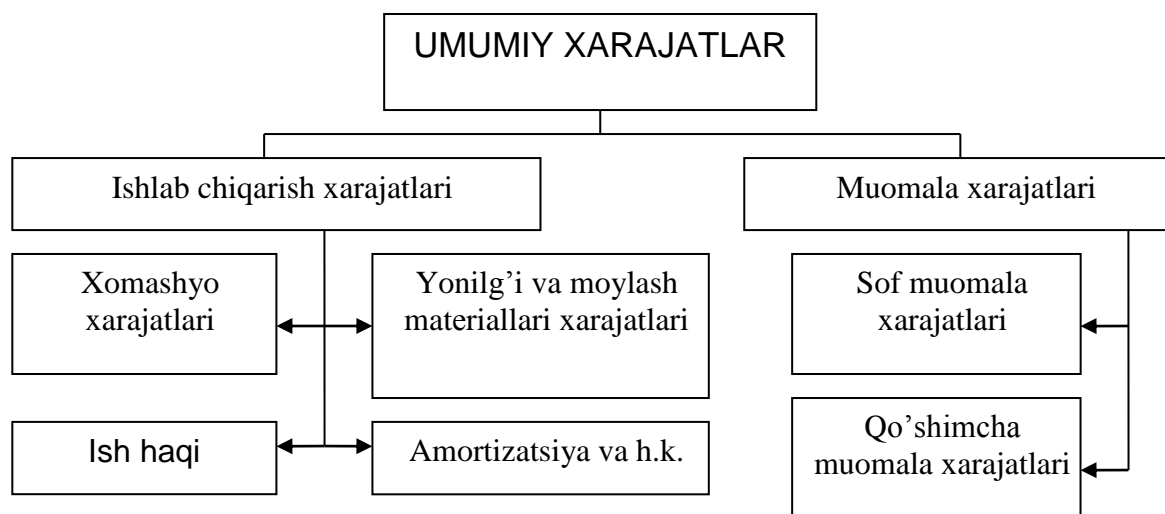 UMUMIY XARAJATLAR
Ishlab chiqarish xarajatlari
Muomala xarajatlari
Xomashyo
xarajatlari
Yonilg’i va moylash
materiallari xarajatlari
Sof muomala
xarajatlari
Ish haqi
Amortizatsiya va h.k.
Qo’shimcha
muomala xarajatlari